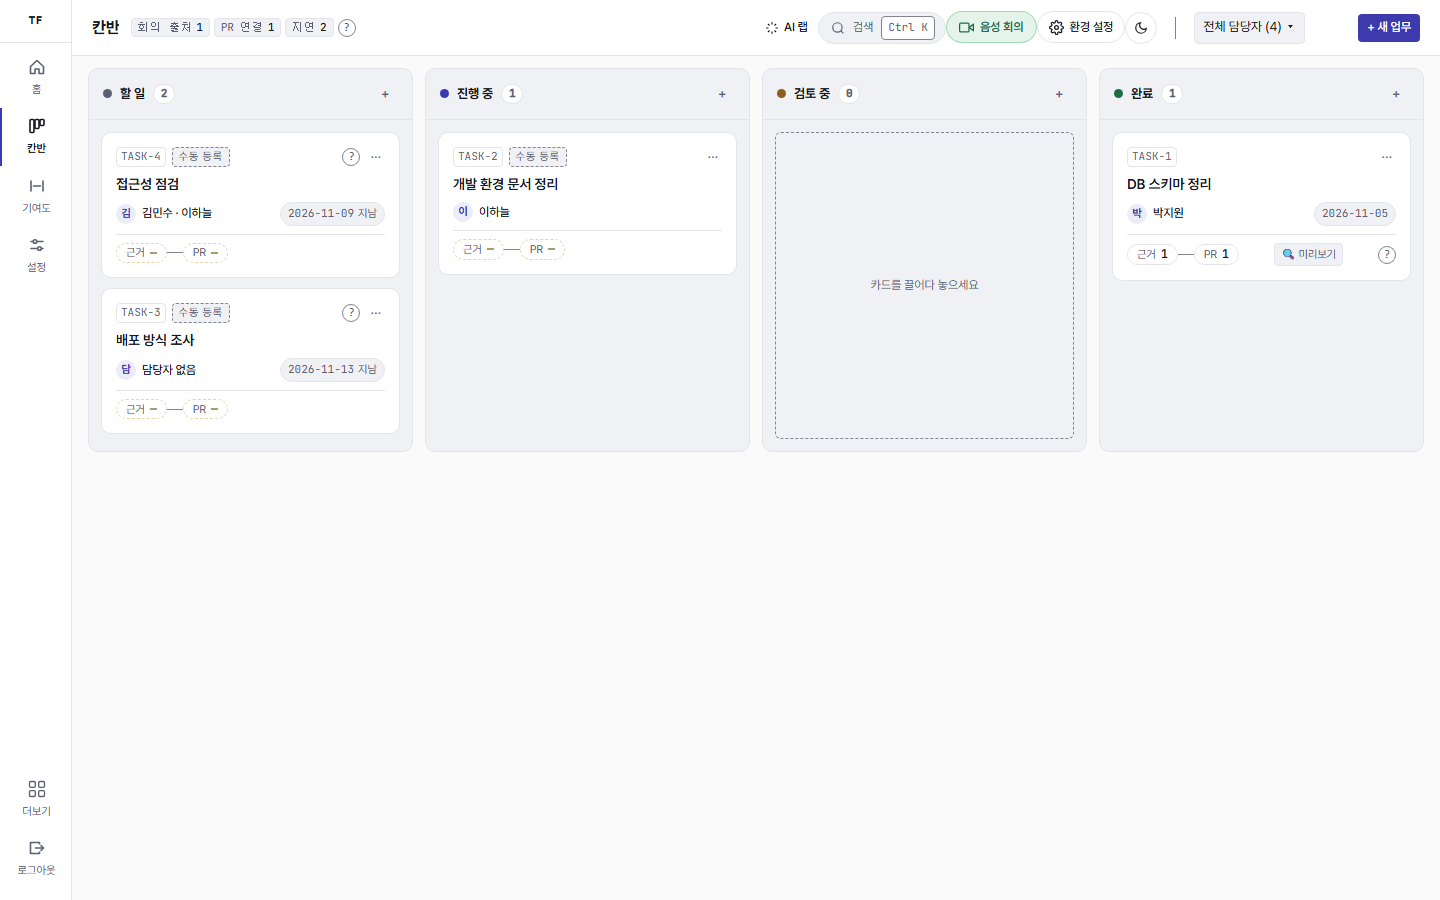 TF
홈
칸반
기여도
설정
더보기
로그아웃
칸반 회의 출처 1 PR 연결 1 지연 2 ?
AI 랩 검색 Ctrl K 음성 회의 환경 설정 전체 담당자 (4) + 새 업무
할 일 2 +
TASK-4 수동 등록 ? ...
접근성 점검
김 김민수 · 이하늘 2026-11-09 지남
근거 — PR —
TASK-3 수동 등록 ? ...
배포 방식 조사
담 담당자 없음 2026-11-13 지남
근거 — PR —
진행 중 1 +
TASK-2 수동 등록 ...
개발 환경 문서 정리
이 이하늘
근거 — PR —
검토 중 0 +
카드를 끌어다 놓으세요
완료 1 +
TASK-1 ...
DB 스키마 정리
박 박지원 2026-11-05
근거 1 PR 1 미리보기 ?